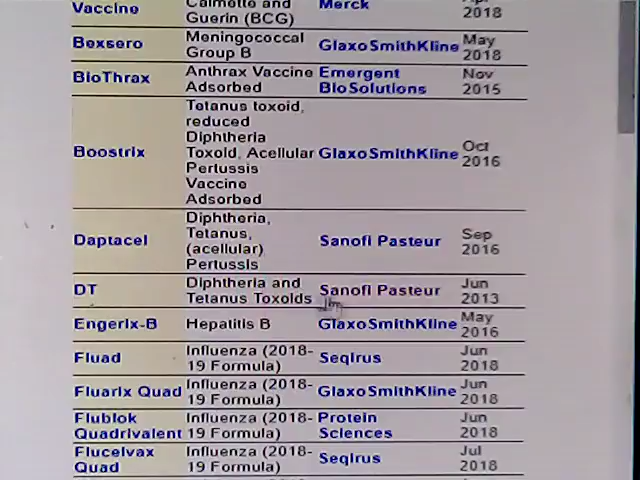 Vaccine Calmette and Guerin (BCG) Merck Apr 2018
Bexsero Meningococcal Group B GlaxoSmithKline May 2018
BioThrax Anthrax Vaccine Adsorbed Emergent BioSolutions Nov 2015
Boostrix Tetanus toxoid, reduced Diphtheria Toxoid, Acellular Pertussis Vaccine Adsorbed GlaxoSmithKline Oct 2016
Daptacel Diphtheria, Tetanus, (acellular) Pertussis Sanofi Pasteur Sep 2016
DT Diphtheria and Tetanus Toxoids Sanofi Pasteur Jun 2013
Engerix-B Hepatitis B GlaxoSmithKline May 2016
Fluad Influenza (2018-19 Formula) Seqirus Jun 2018
Fluarix Quad Influenza (2018-19 Formula) GlaxoSmithKline Jun 2018
Flublok Quadrivalent Influenza (2018-19 Formula) Protein Sciences Jun 2018
Flucelvax Quad Influenza (2018-19 Formula) Seqirus Jul 2018